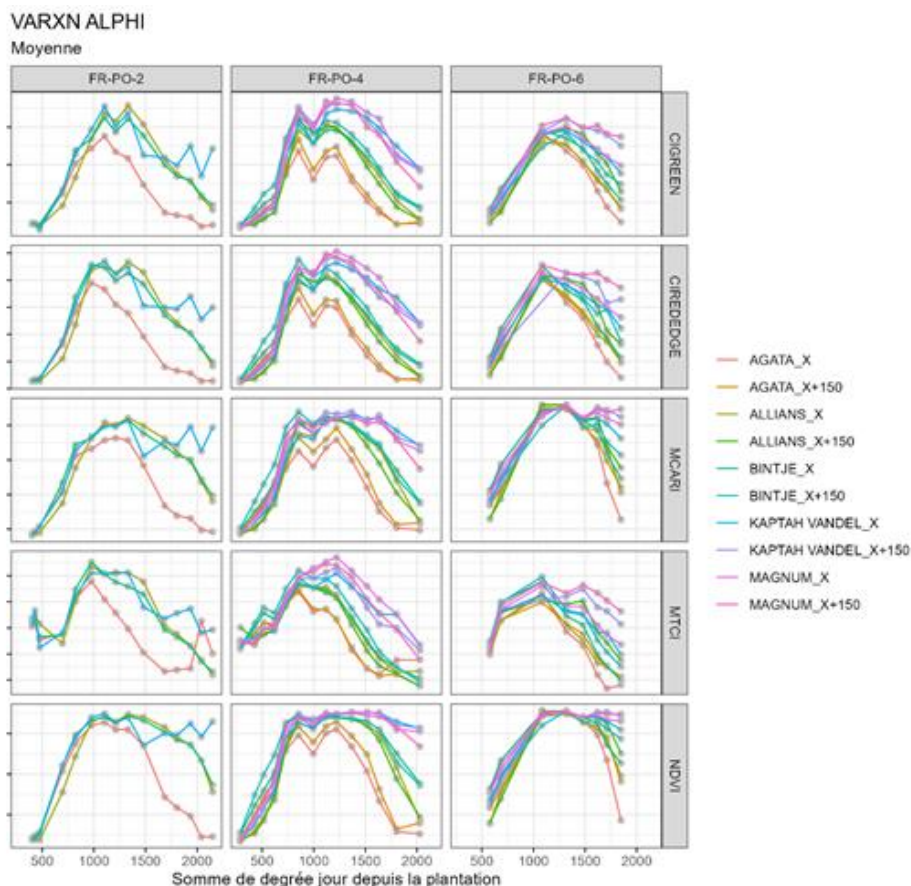 VARXN ALPHI
Moyenne
FR-PO-2
FR-PO-4
FR-PO-6
CIGREEN
CIREDEDGE
MCARI
MTCI
NDVI
500 1000 1500 2000
500 1000 1500 2000
500 1000 1500 2000
Somme de degrée jour depuis la plantation
AGATA_X
AGATA_X+150
ALLIANS_X
ALLIANS_X+150
BINTJE_X
BINTJE_X+150
KAPTAH VANDEL_X
KAPTAH VANDEL_X+150
MAGNUM_X
MAGNUM_X+150